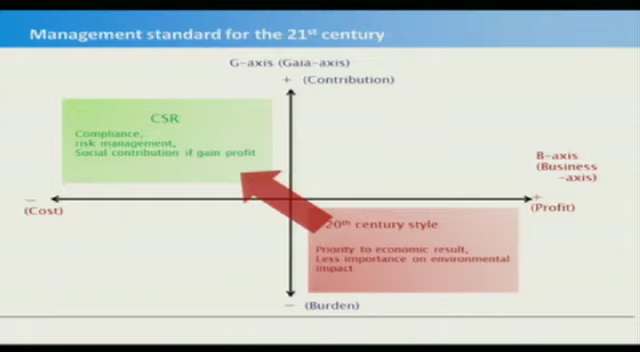 Management standard for the 21st century
G-axis (Gaia-axis)
+ (Contribution)
CSR
Compliance,
risk management,
Social contribution if gain profit
B-axis
(Business
-axis)
−
(Cost)
+
(Profit)
20th century style
Priority to economic result,
Less importance on environmental
impact
− (Burden)